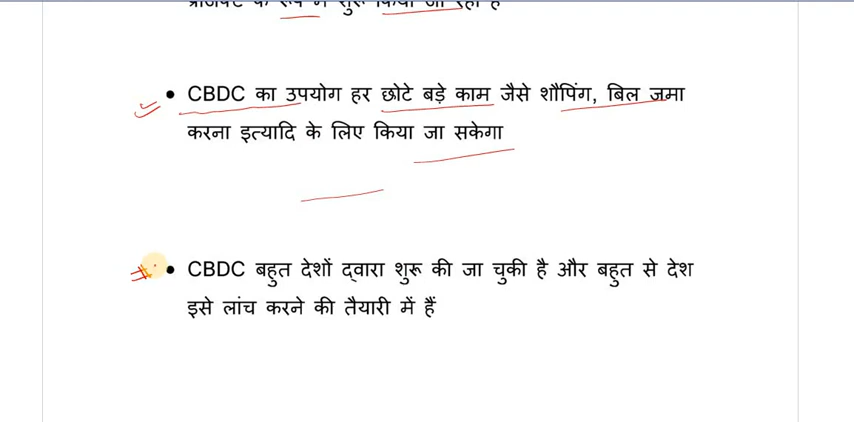 • CBDC का उपयोग हर छोटे बड़े काम जैसे शौपिंग, बिल जमा
करना इत्यादि के लिए किया जा सकेगा
• CBDC बहुत देशों द्वारा शुरू की जा चुकी है और बहुत से देश
इसे लांच करने की तैयारी में हैं